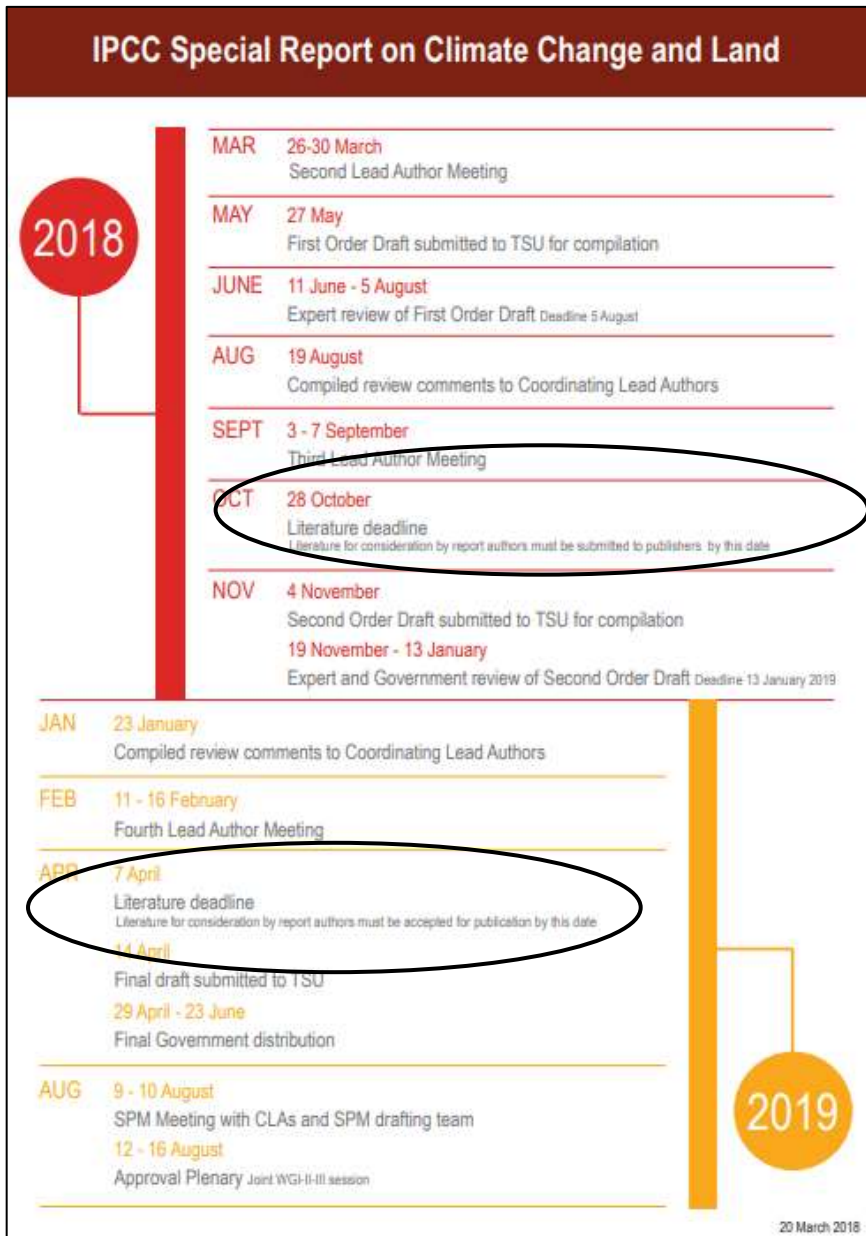 IPCC Special Report on Climate Change and Land
2018
MAR 26-30 March
Second Lead Author Meeting
MAY 27 May
First Order Draft submitted to TSU for compilation
JUNE 11 June - 5 August
Expert review of First Order Draft Deadline 5 August
AUG 19 August
Compiled review comments to Coordinating Lead Authors
SEPT 3 - 7 September
Third Lead Author Meeting
OCT 28 October
Literature deadline
Literature for consideration by report authors must be submitted to publishers by this date
NOV 4 November
Second Order Draft submitted to TSU for compilation
19 November - 13 January
Expert and Government review of Second Order Draft Deadline 13 January 2019
JAN 23 January
Compiled review comments to Coordinating Lead Authors
FEB 11 - 16 February
Fourth Lead Author Meeting
APR 7 April
Literature deadline
Literature for consideration by report authors must be accepted for publication by this date
14 April
Final draft submitted to TSU
29 April - 23 June
Final Government distribution
AUG 9 - 10 August
SPM Meeting with CLAs and SPM drafting team
12 - 16 August
Approval Plenary Joint WGI-II-III session
2019
20 March 2018